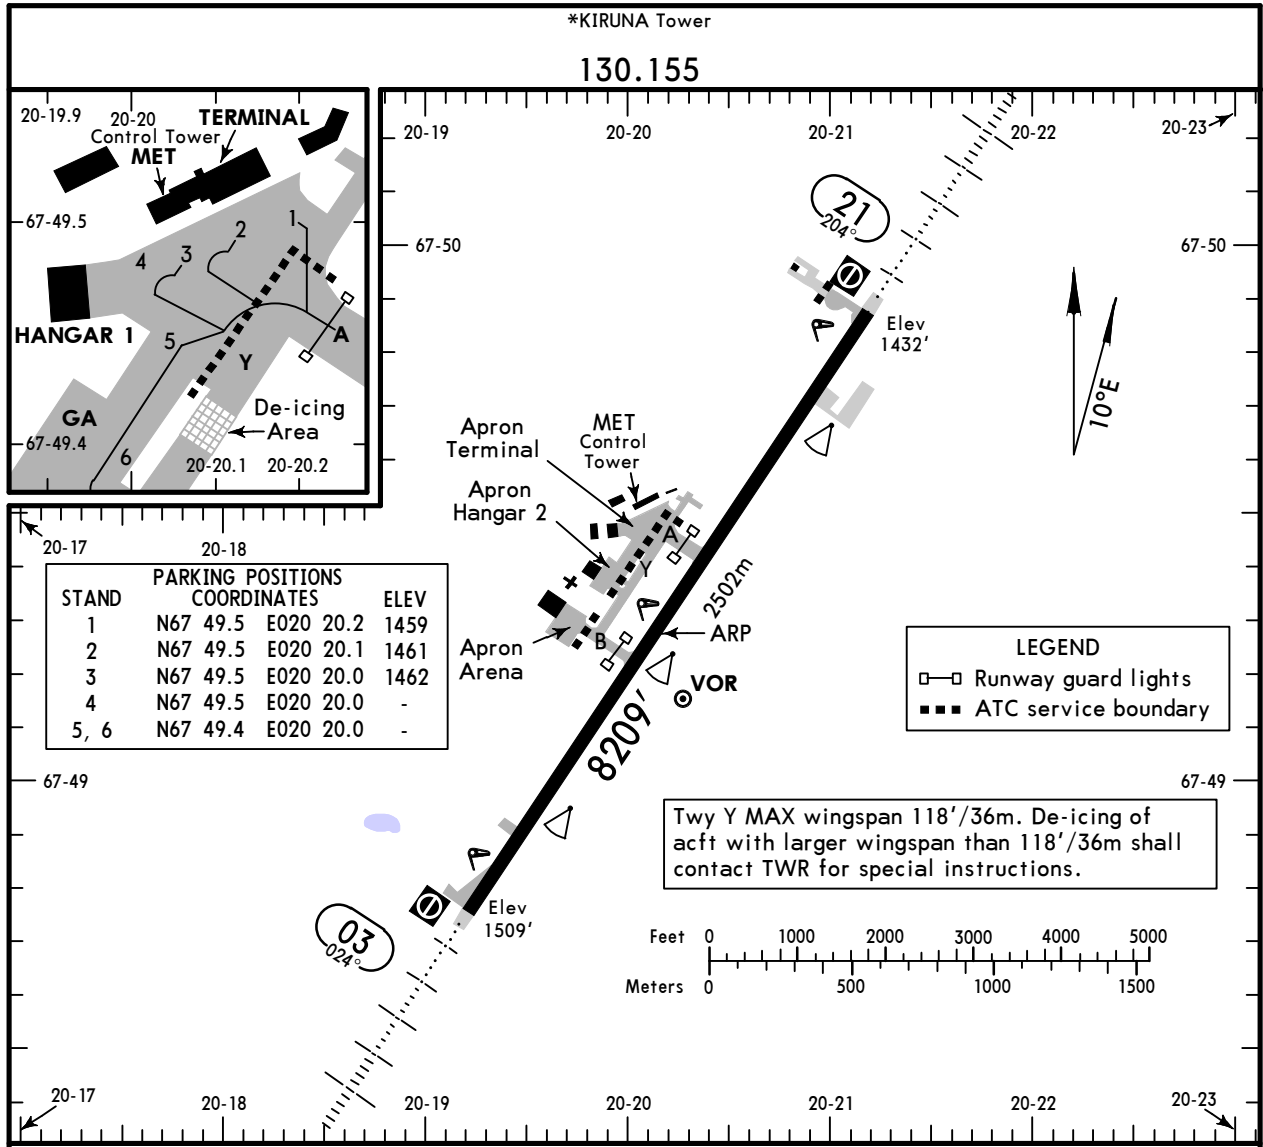 *KIRUNA Tower
130.155
20-19.9
20-20
TERMINAL
Control Tower
MET
67-49.5
1
2
3
4
HANGAR 1
5
A
Y
GA
De-icing
Area
67-49.4
6
20-20.1
20-20.2
20-19
20-20
20-21
20-22
20-23
21
204°
67-50
67-50
Elev
1432'
10°E
MET
Control
Tower
Apron
Terminal
Apron
Hangar 2
A
Y
2502m
ARP
B
Apron
Arena
VOR
8209'
20-17
20-18
PARKING POSITIONS
STAND COORDINATES ELEV
1 N67 49.5 E020 20.2 1459
2 N67 49.5 E020 20.1 1461
3 N67 49.5 E020 20.0 1462
4 N67 49.5 E020 20.0 -
5, 6 N67 49.4 E020 20.0 -
LEGEND
Runway guard lights
ATC service boundary
67-49
67-49
Twy Y MAX wingspan 118'/36m. De-icing of
acft with larger wingspan than 118'/36m shall
contact TWR for special instructions.
Elev
1509'
03
024°
Feet 0 1000 2000 3000 4000 5000
Meters 0 500 1000 1500
20-17
20-18
20-19
20-20
20-21
20-22
20-23